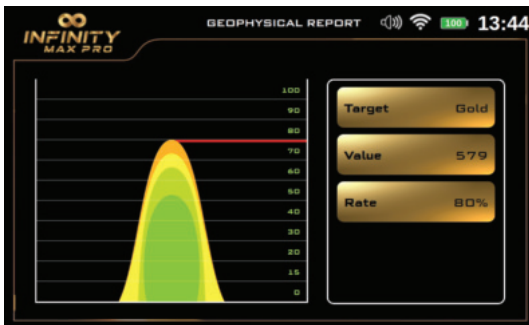 INFINITY
MAX PRO
GEOPHYSICAL REPORT
100
13:44
100
90
80
70
60
50
40
30
20
15
0
Target Gold
Value 579
Rate 80%